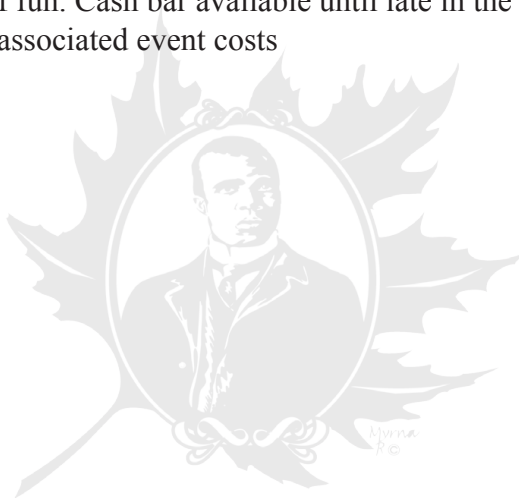 fun. Cash bar available until late in the
associated event costs
Myrna
R ©